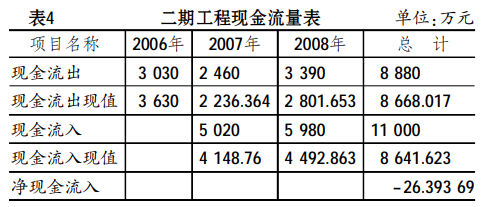 表4 二期工程现金流量表 单位:万元
项目名称 2006年 2007年 2008年 总 计
现金流出 3 030 2 460 3 390 8 880
现金流出现值 3 630 2 236.364 2 801.653 8 668.017
现金流入 5 020 5 980 11 000
现金流入现值 4 148.76 4 492.863 8 641.623
净现金流入 -26.393 69